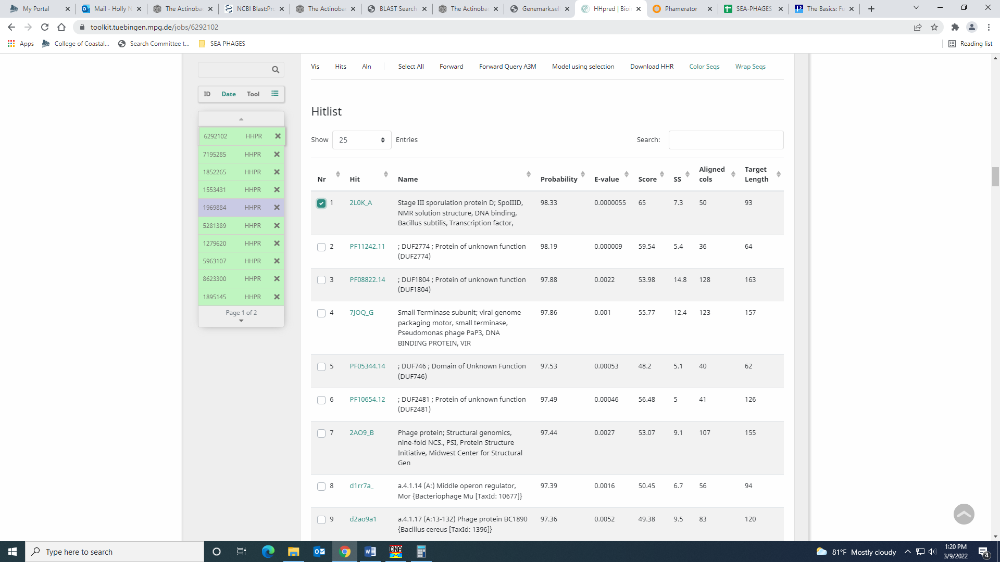 My Portal
Mail - Holly N
The Actinoba
NCBI Blast:Pro
The Actinoba
BLAST Search
The Actinoba
Genemark.sel
HHpred | Bioi
Phamerator
SEA-PHAGES
The Basics: Fu
toolkit.tuebingen.mpg.de/jobs/6292102
Apps
College of Coastal...
Search Committee t...
SEA PHAGES
Reading list
Vis Hits Aln Select All Forward Forward Query A3M Model using selection Download HHR Color Seqs Wrap Seqs
ID Date Tool
6292102 HHPR
7195285 HHPR
1852265 HHPR
1553431 HHPR
1969884 HHPR
5281389 HHPR
1279620 HHPR
5963107 HHPR
8623300 HHPR
1895145 HHPR
Page 1 of 2
Hitlist
Show 25 Entries Search:
Nr Hit Name Probability E-value Score SS Aligned cols Target Length
1 2L0K_A Stage III sporulation protein D; SpoIIID, 98.33 0.0000055 65 7.3 50 93
NMR solution structure, DNA binding,
Bacillus subtilis, Transcription factor,
2 PF11242.11 ; DUF2774 ; Protein of unknown function 98.19 0.000009 59.54 5.4 36 64
(DUF2774)
3 PF08822.14 ; DUF1804 ; Protein of unknown function 97.88 0.0022 53.98 14.8 128 163
(DUF1804)
4 7JOQ_G Small Terminase subunit; viral genome 97.86 0.001 55.77 12.4 123 157
packaging motor, small terminase,
Pseudomonas phage PaP3, DNA
BINDING PROTEIN, VIR
5 PF05344.14 ; DUF746 ; Domain of Unknown Function 97.53 0.00053 48.2 5.1 40 62
(DUF746)
6 PF10654.12 ; DUF2481 ; Protein of unknown function 97.49 0.00046 56.48 5 41 126
(DUF2481)
7 2AO9_B Phage protein; Structural genomics, 97.44 0.0027 53.07 9.1 107 155
nine-fold NCS., PSI, Protein Structure
Initiative, Midwest Center for Structural
Gen
8 d1rr7a_ a.4.1.14 (A:) Middle operon regulator, 97.39 0.0016 50.45 6.7 56 94
Mor {Bacteriophage Mu [TaxId: 10677]}
9 d2ao9a1 a.4.1.17 (A:13-132) Phage protein BC1890 97.36 0.0052 49.38 9.5 83 120
{Bacillus cereus [TaxId: 1396]}
Type here to search
DNA
81°F Mostly cloudy
1:20 PM
3/9/2022
4